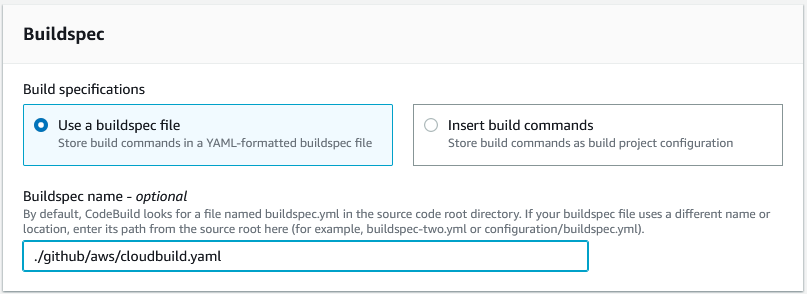 Buildspec
Build specifications
Use a buildspec file
Store build commands in a YAML-formatted buildspec file
Insert build commands
Store build commands as build project configuration
Buildspec name - optional
By default, CodeBuild looks for a file named buildspec.yml in the source code root directory. If your buildspec file uses a different name or
location, enter its path from the source root here (for example, buildspec-two.yml or configuration/buildspec.yml).
./github/aws/cloudbuild.yaml